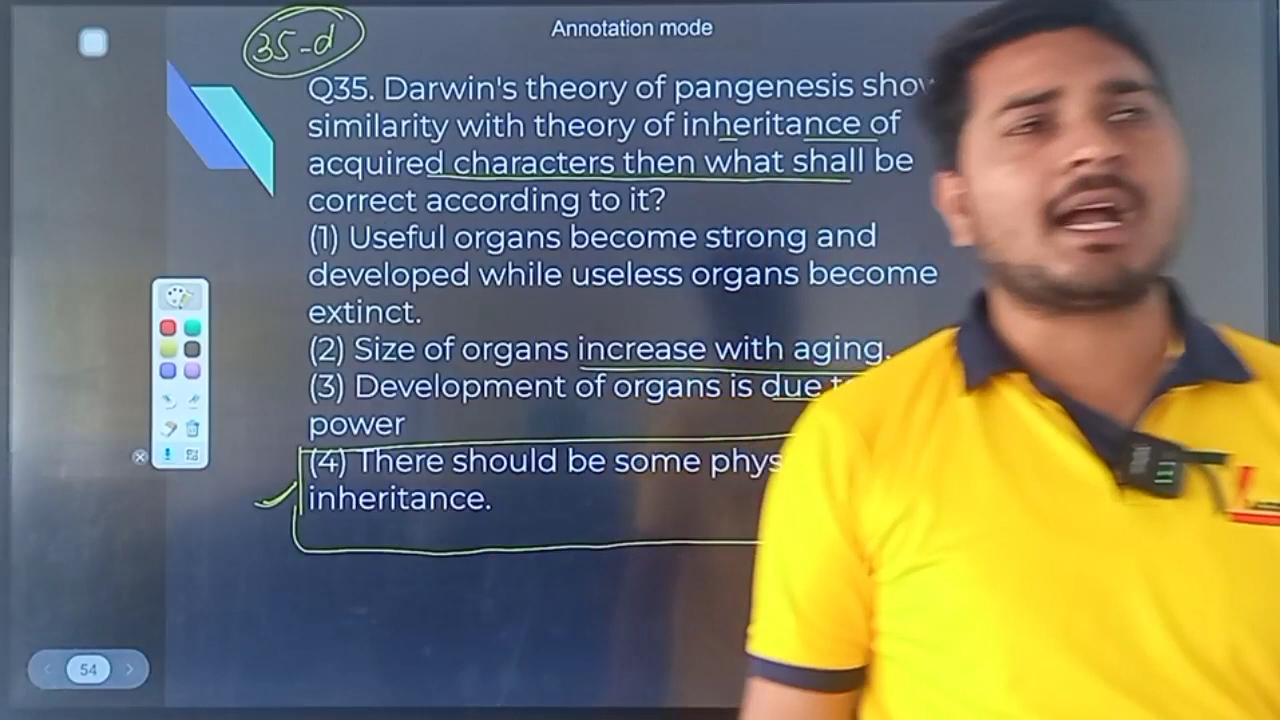 35-d
Annotation mode
Q35. Darwin's theory of pangenesis
similarity with theory of inheritance of
acquired characters then what shall be
correct according to it?
(1) Useful organs become strong and
developed while useless organs become
extinct.
(2) Size of organs increase with aging.
(3) Development of organs is due
power
(4) There should be some
inheritance.
54